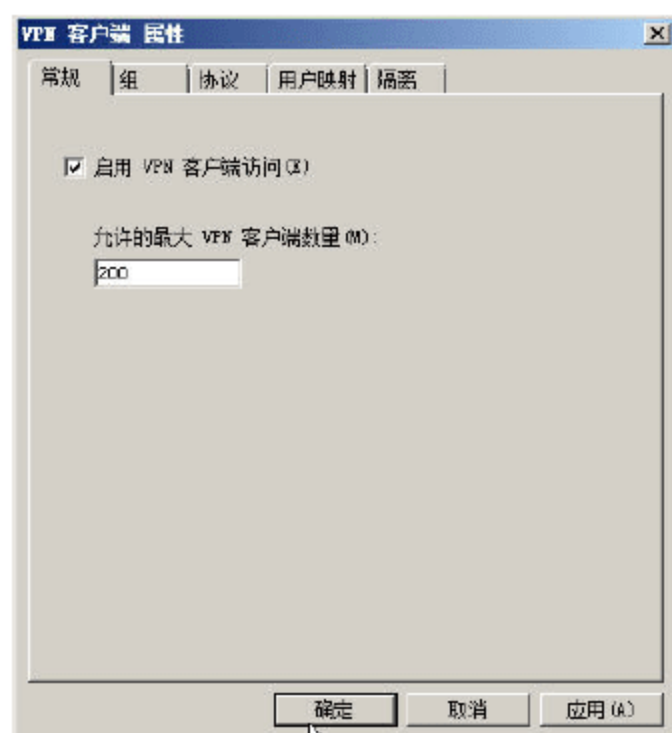 VPN 客户端 属性
常规 组 协议 用户映射 隔离
启用 VPN 客户端访问(E)
允许的最大 VPN 客户端数量(M):
200
确定 取消 应用(A)